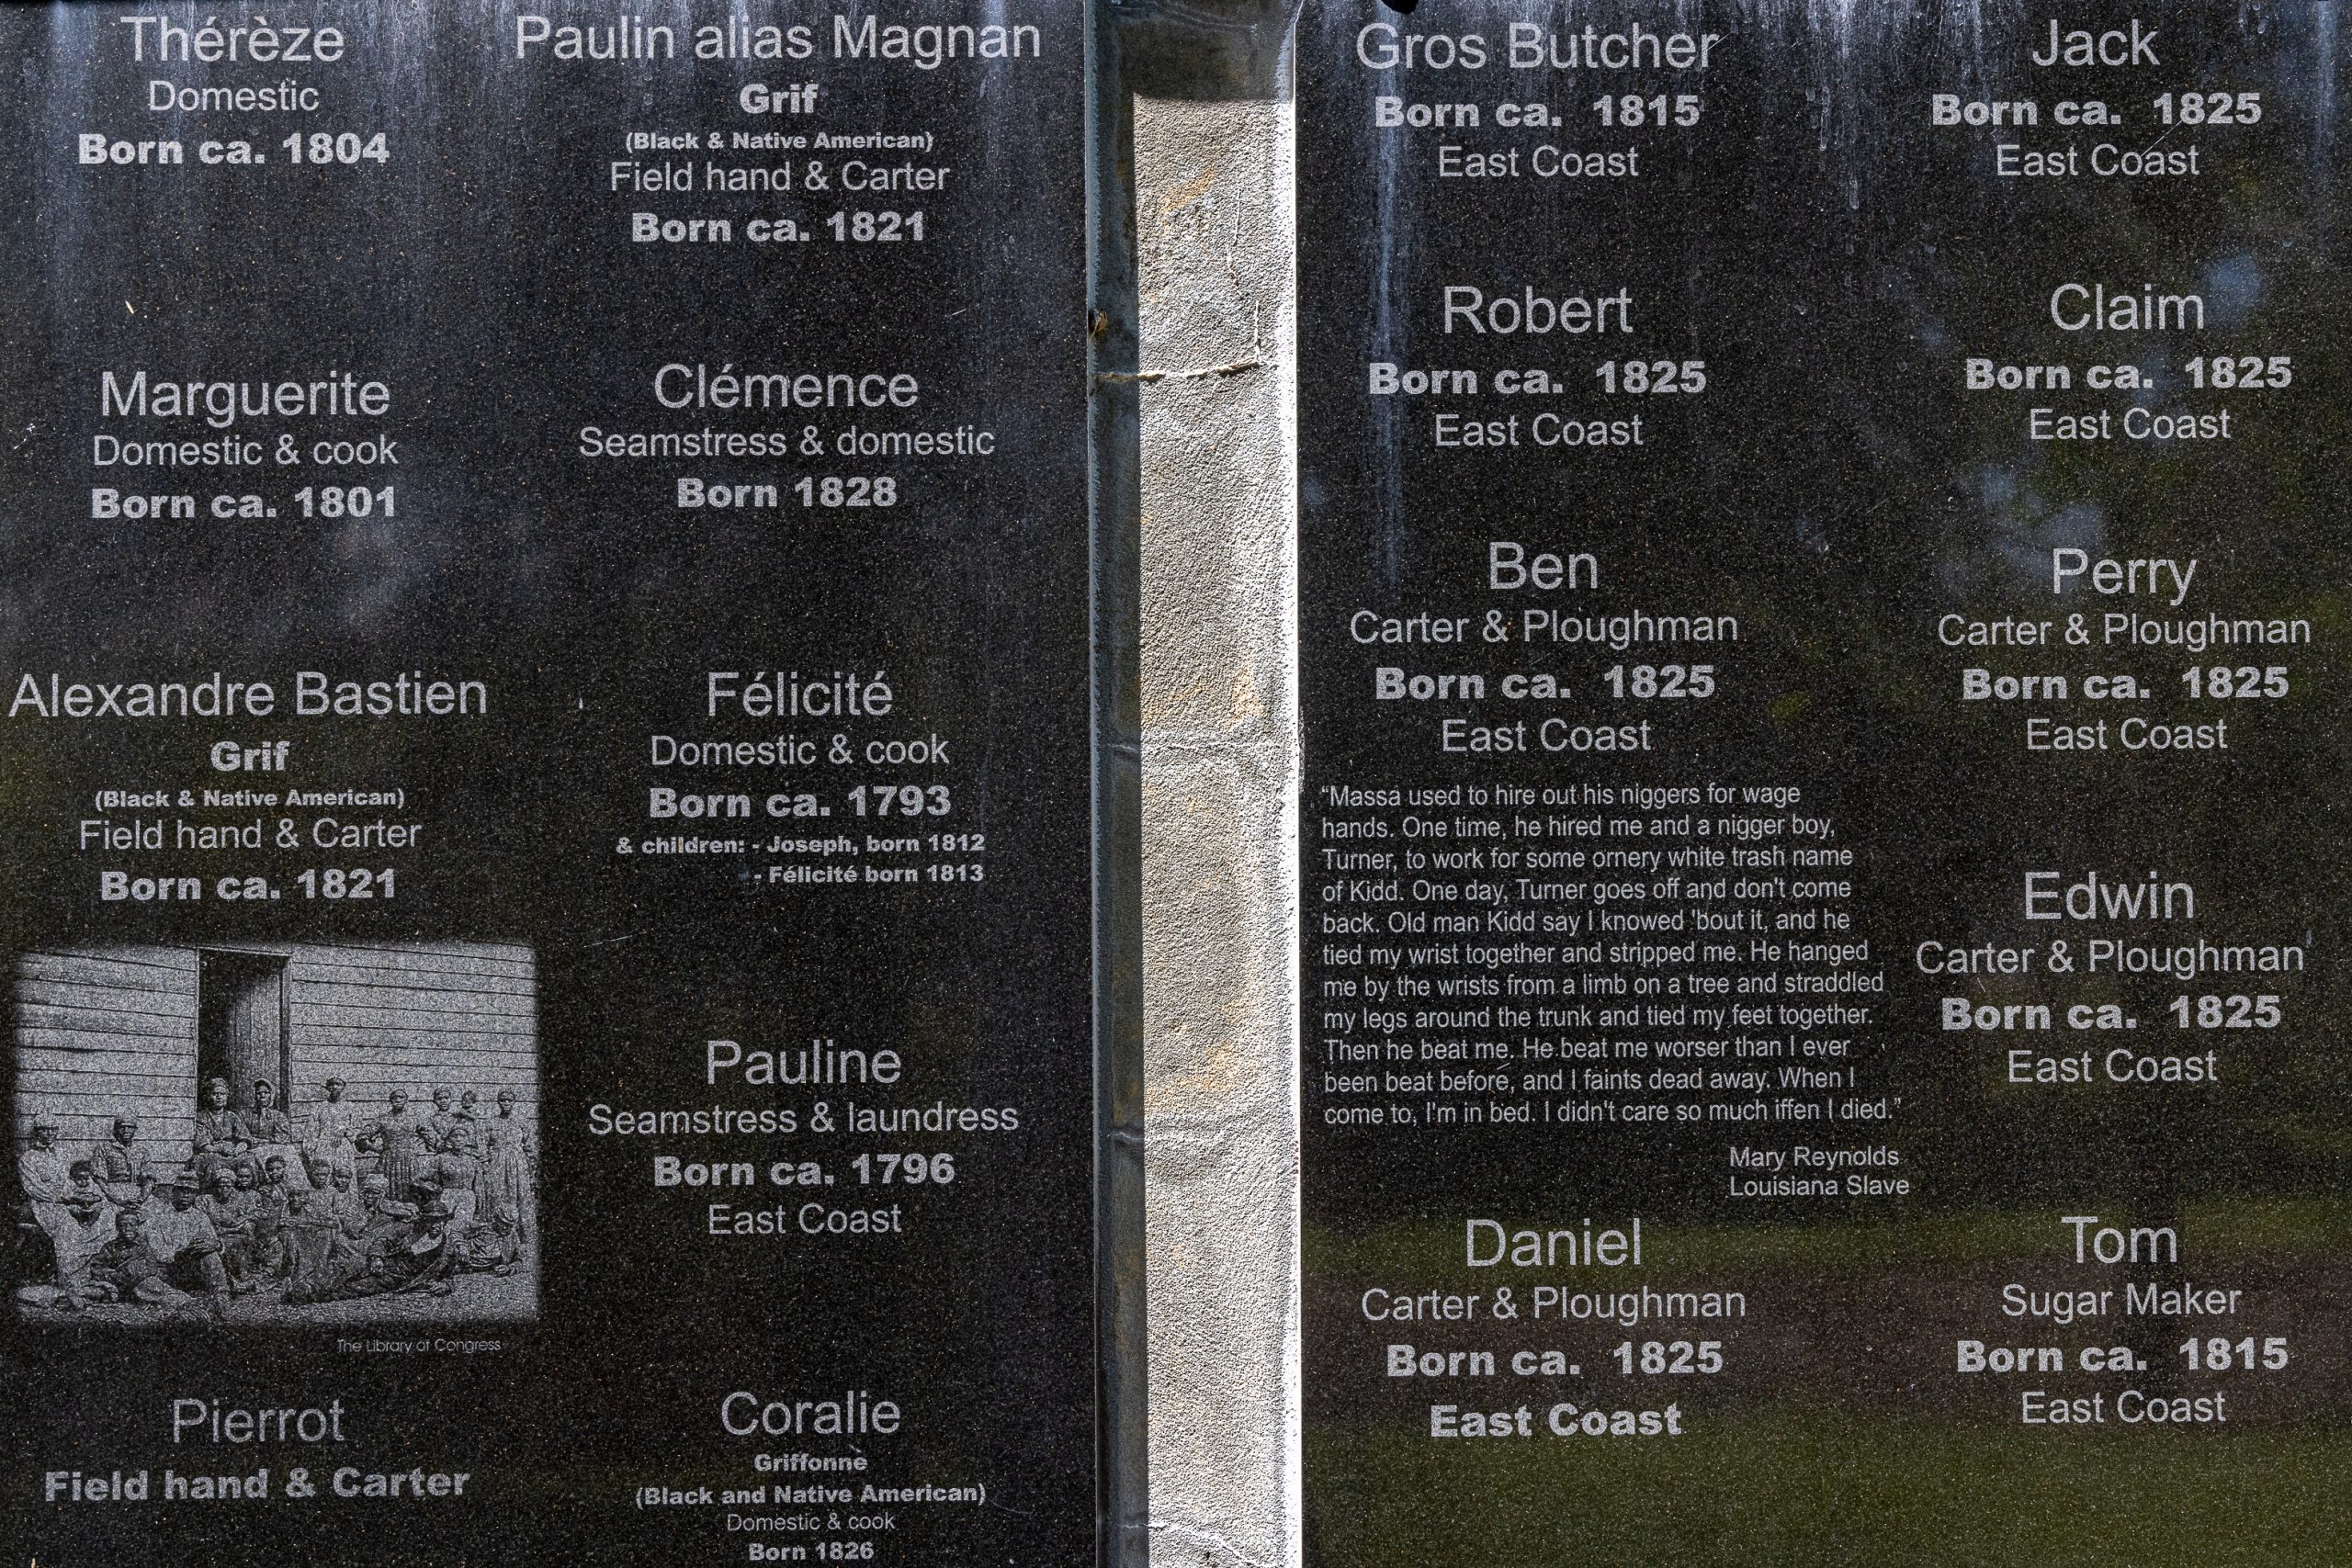 Thérèze
Domestic
Born ca. 1804
Marguerite
Domestic & cook
Born ca. 1801
Alexandre Bastien
Grif
(Black & Native American)
Field hand & Carter
Born ca. 1821
The Library of Congress
Pierrot
Field hand & Carter
Paulin alias Magnan
Grif
(Black & Native American)
Field hand & Carter
Born ca. 1821
Clémence
Seamstress & domestic
Born 1828
Félicité
Domestic & cook
Born ca. 1793
& children: - Joseph, born 1812
- Félicité born 1813
Pauline
Seamstress & laundress
Born ca. 1796
East Coast
Coralie
Griffonnè
(Black and Native American)
Domestic & cook
Born 1826
Gros Butcher
Born ca. 1815
East Coast
Robert
Born ca. 1825
East Coast
Ben
Carter & Ploughman
Born ca. 1825
East Coast
“Massa used to hire out his niggers for wage
hands. One time, he hired me and a nigger boy,
Turner, to work for some ornery white trash name
of Kidd. One day, Turner goes off and don't come
back. Old man Kidd say I knowed 'bout it, and he
tied my wrist together and stripped me. He hanged
me by the wrists from a limb on a tree and straddled
my legs around the trunk and tied my feet together.
Then he beat me. He beat me worser than I ever
been beat before, and I faints dead away. When I
come to, I'm in bed. I didn't care so much iffen I died.”
Mary Reynolds
Louisiana Slave
Daniel
Carter & Ploughman
Born ca. 1825
East Coast
Jack
Born ca. 1825
East Coast
Claim
Born ca. 1825
East Coast
Perry
Carter & Ploughman
Born ca. 1825
East Coast
Edwin
Carter & Ploughman
Born ca. 1825
East Coast
Tom
Sugar Maker
Born ca. 1815
East Coast